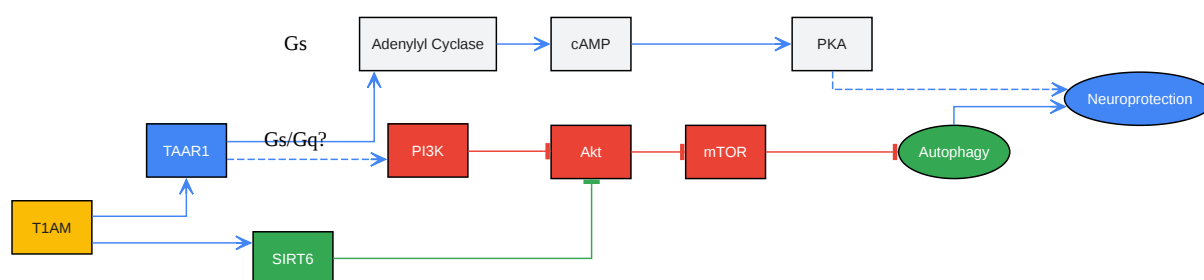 Gs
Adenylyl Cyclase
cAMP
PKA
Neuroprotection
TAAR1
Gs/Gq?
PI3K
Akt
mTOR
Autophagy
T1AM
SIRT6